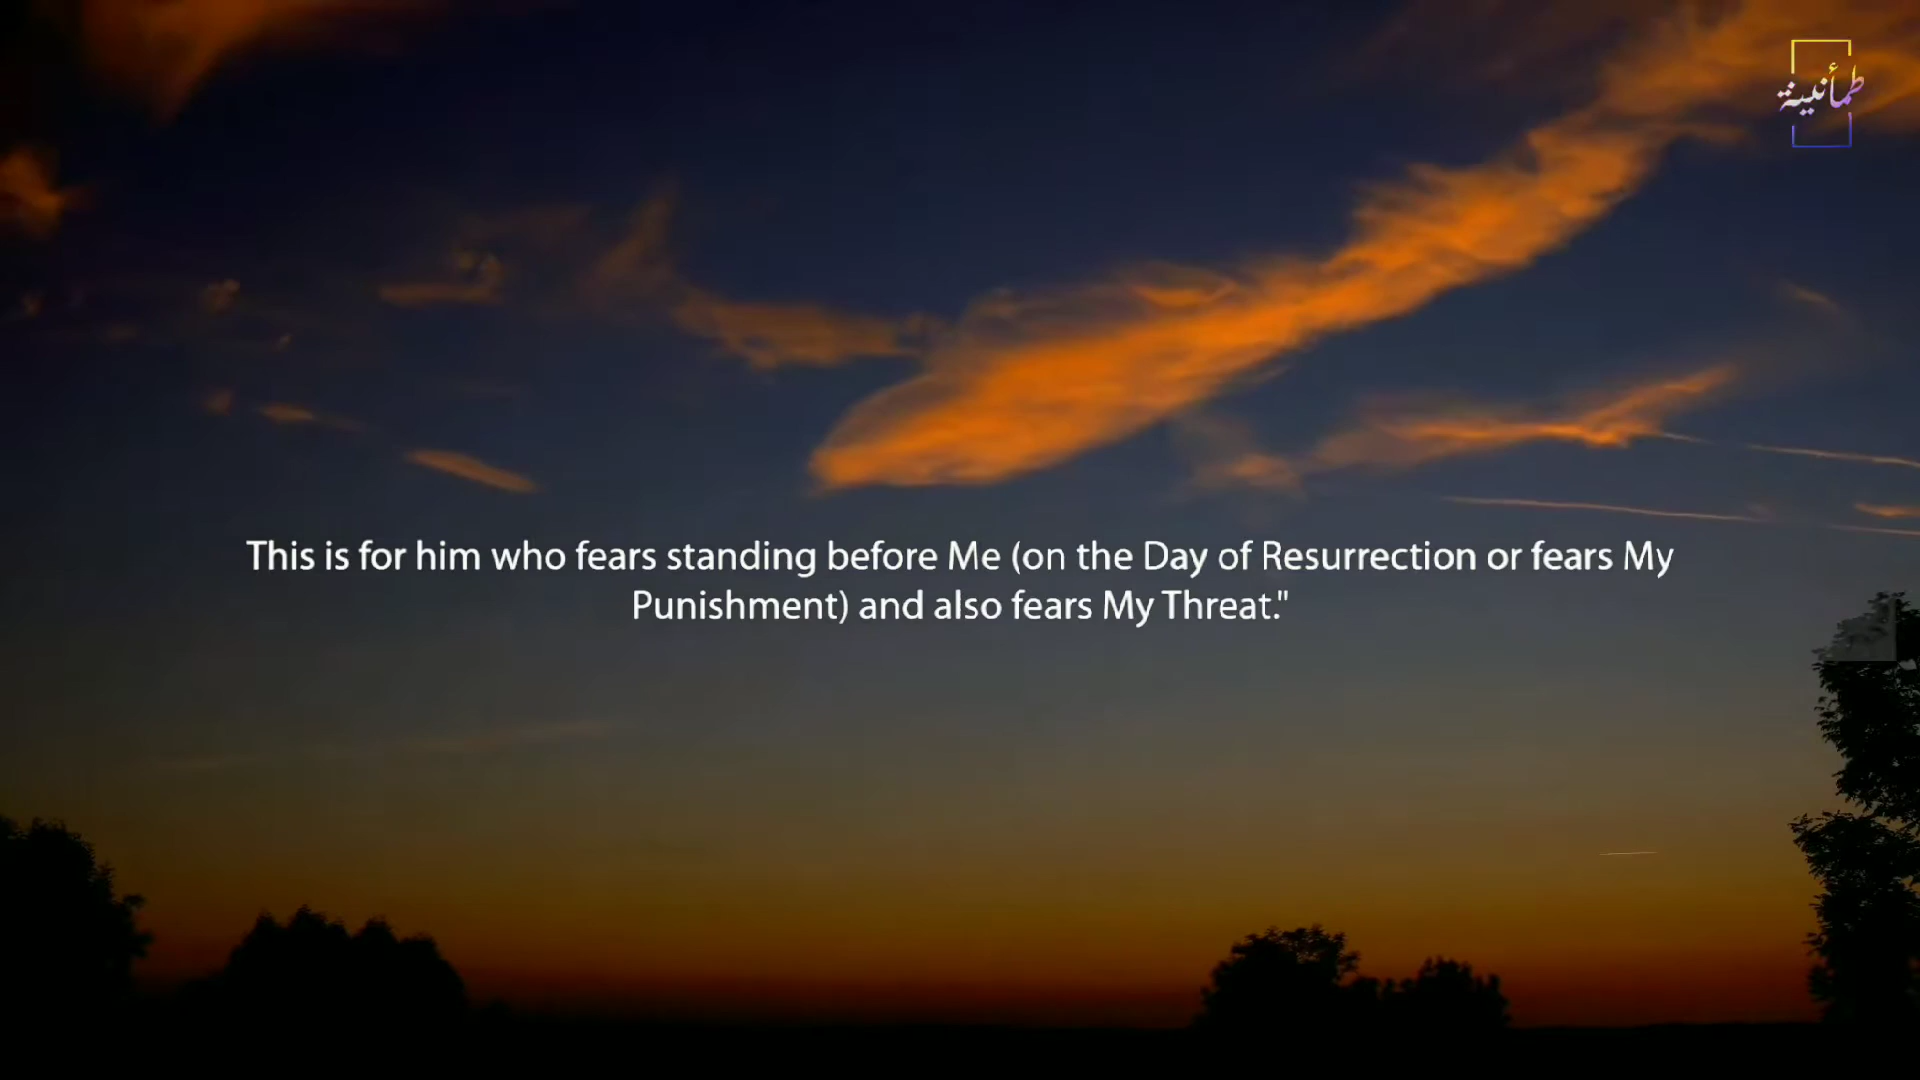 طمأنينة
This is for him who fears standing before Me (on the Day of Resurrection or fears My
Punishment) and also fears My Threat."